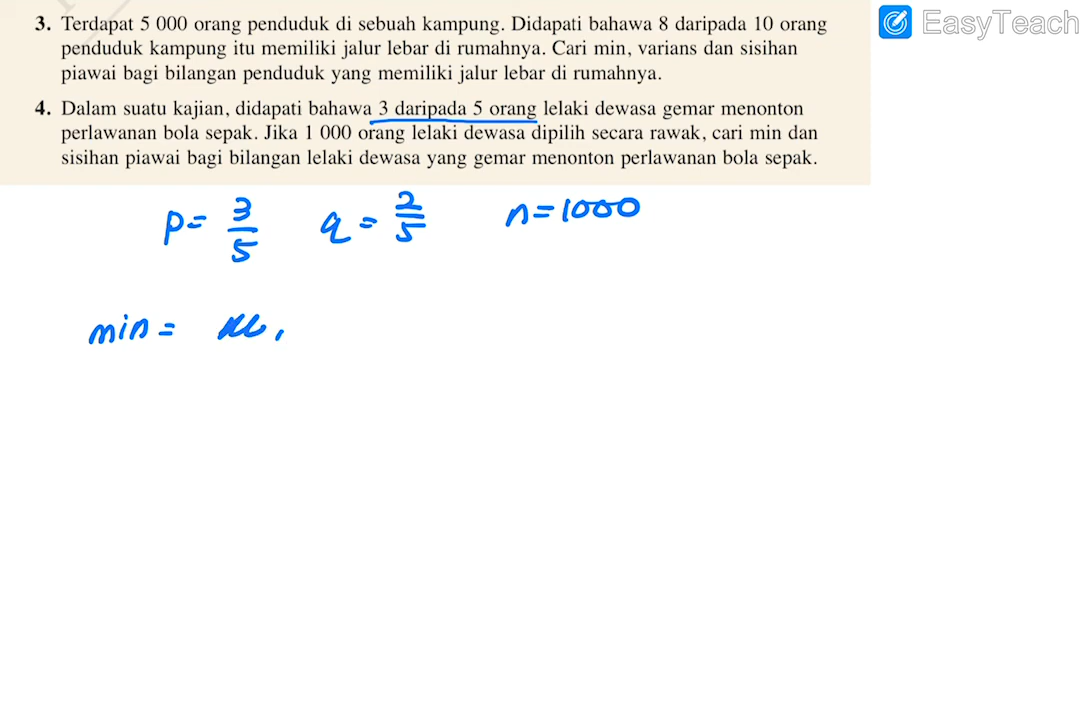 3. Terdapat 5 000 orang penduduk di sebuah kampung. Didapati bahawa 8 daripada 10 orang
penduduk kampung itu memiliki jalur lebar di rumahnya. Cari min, varians dan sisihan
piawai bagi bilangan penduduk yang memiliki jalur lebar di rumahnya.
EasyTeach
4. Dalam suatu kajian, didapati bahawa 3 daripada 5 orang lelaki dewasa gemar menonton
perlawanan bola sepak. Jika 1 000 orang lelaki dewasa dipilih secara rawak, cari min dan
sisihan piawai bagi bilangan lelaki dewasa yang gemar menonton perlawanan bola sepak.
p = 3/5 q = 2/5 n = 1000
min =